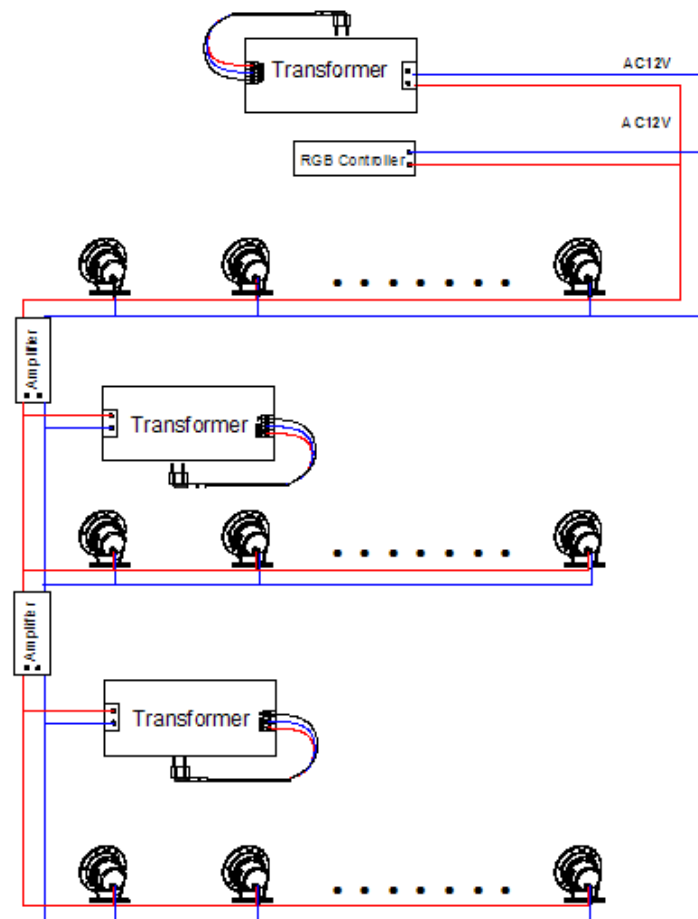 Transformer
AC12V
AC12V
RGB Controller
Amplifier
Transformer
Amplifier
Transformer